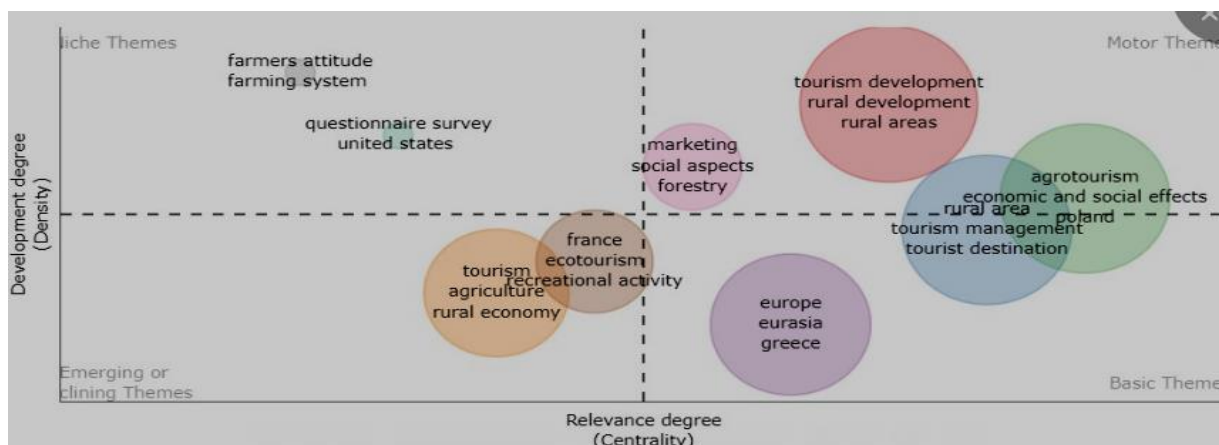 liche Themes
Motor Theme
farmers attitude
farming system
tourism development
rural development
rural areas
questionnaire survey
united states
marketing
social aspects
forestry
agrotourism
economic and social effects
poland
rural area
tourism management
tourist destination
france
ecotourism
recreational activity
tourism
agriculture
rural economy
europe
eurasia
greece
Emerging or
clining Themes
Basic Theme
Development degree
(Density)
Relevance degree
(Centrality)